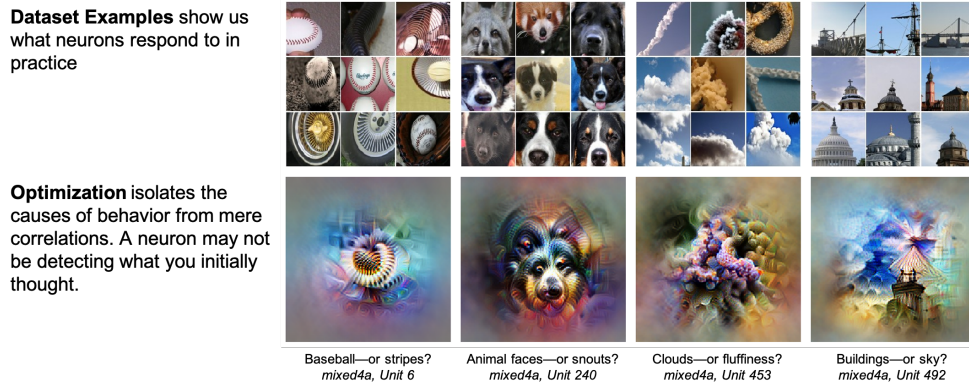 Dataset Examples show us
what neurons respond to in
practice
Optimization isolates the
causes of behavior from mere
correlations. A neuron may not
be detecting what you initially
thought.
Baseball—or stripes?
mixed4a, Unit 6
Animal faces—or snouts?
mixed4a, Unit 240
Clouds—or fluffiness?
mixed4a, Unit 453
Buildings—or sky?
mixed4a, Unit 492